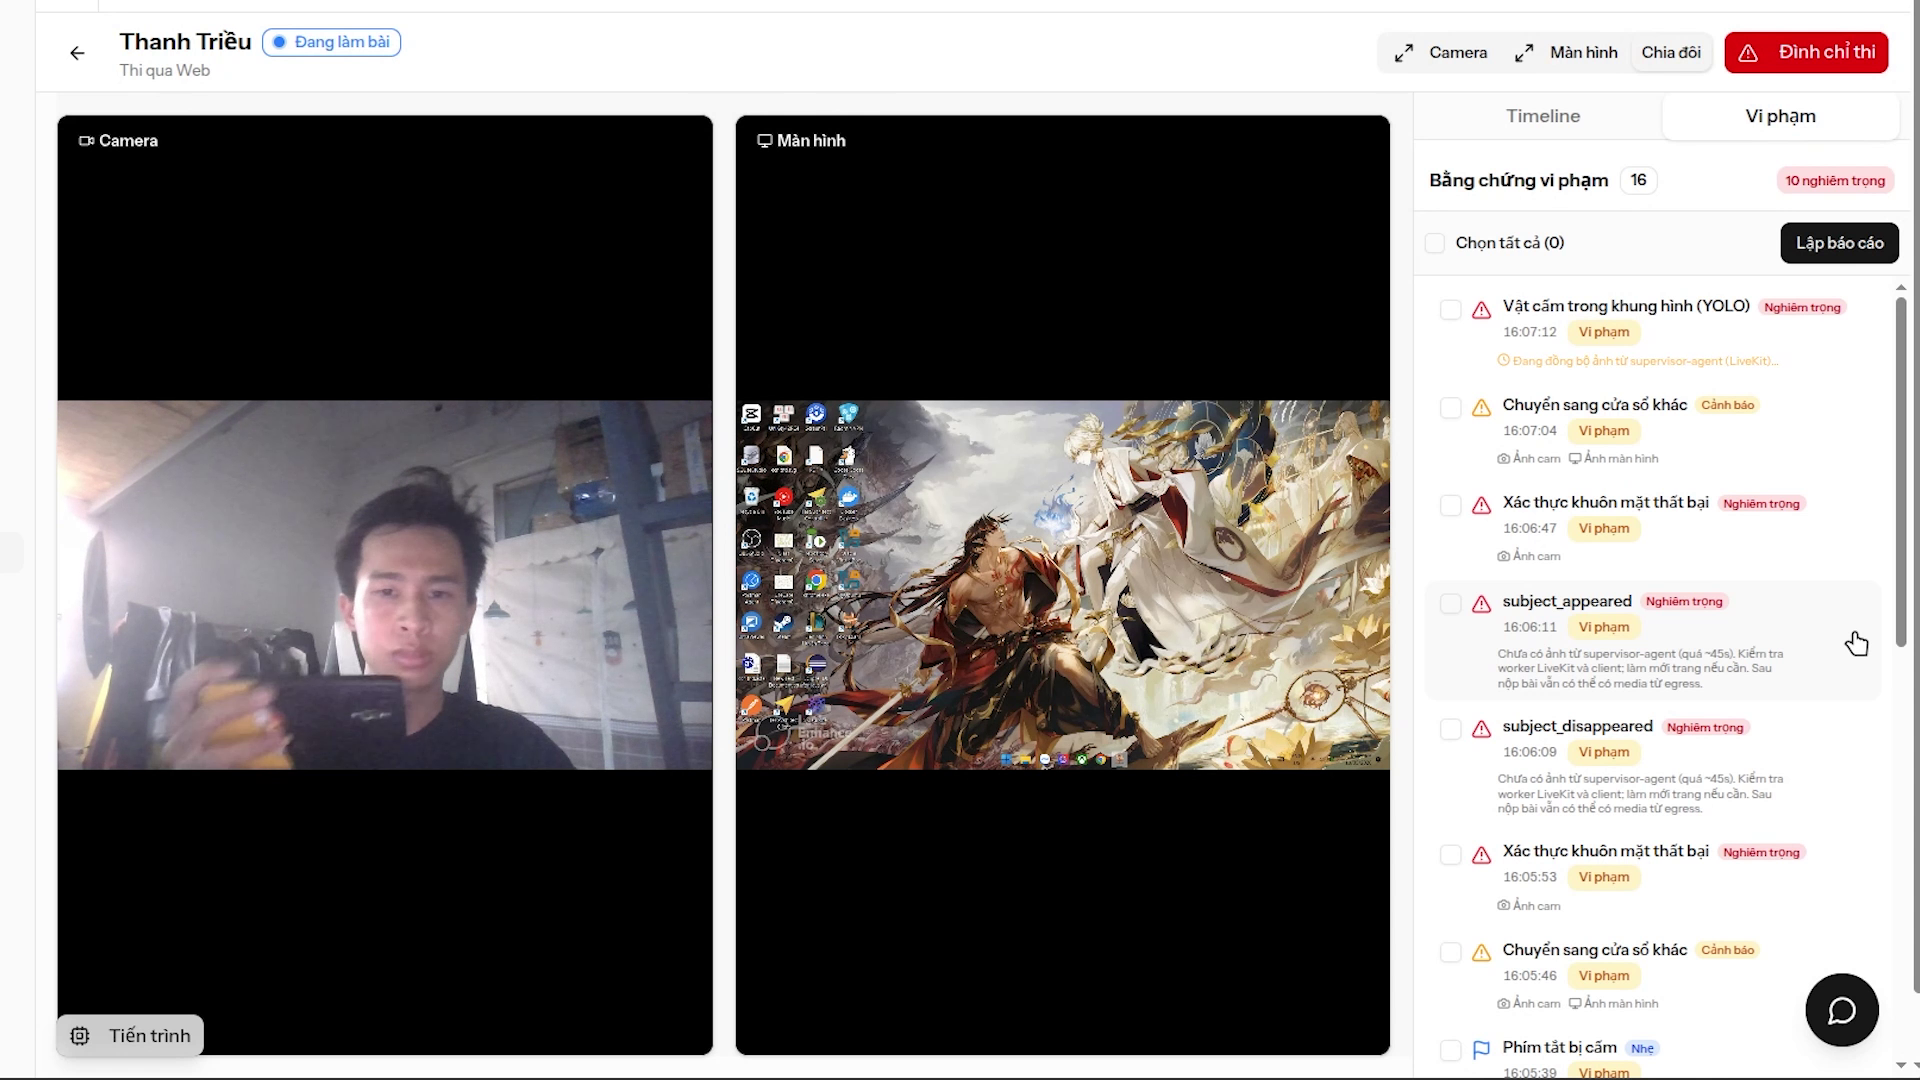 Thanh Triều
Đang làm bài
Thi qua Web
Camera
Màn hình
Chia đôi
Đình chỉ thi
Camera
Màn hình
Tiến trình
Timeline
Vi phạm
Bằng chứng vi phạm 16
10 nghiêm trọng
Chọn tất cả (0)
Lập báo cáo
Vật cấm trong khung hình (YOLO) Nghiêm trọng
16:07:12 Vi phạm
Đang đồng bộ ảnh từ supervisor-agent (LiveKit)...
Chuyển sang cửa sổ khác Cảnh báo
16:07:04 Vi phạm
Ảnh cam Ảnh màn hình
Xác thực khuôn mặt thất bại Nghiêm trọng
16:06:47 Vi phạm
Ảnh cam
subject_appeared Nghiêm trọng
16:06:11 Vi phạm
Chưa có ảnh từ supervisor-agent (quá ~45s). Kiểm tra
worker LiveKit và client; làm mới trang nếu cần. Sau
nộp bài vẫn có thể có media từ egress.
subject_disappeared Nghiêm trọng
16:06:09 Vi phạm
Chưa có ảnh từ supervisor-agent (quá ~45s). Kiểm tra
worker LiveKit và client; làm mới trang nếu cần. Sau
nộp bài vẫn có thể có media từ egress.
Xác thực khuôn mặt thất bại Nghiêm trọng
16:05:53 Vi phạm
Ảnh cam
Chuyển sang cửa sổ khác Cảnh báo
16:05:46 Vi phạm
Ảnh cam Ảnh màn hình
Phím tắt bị cấm Nhẹ
16:05:39 Vi phạm